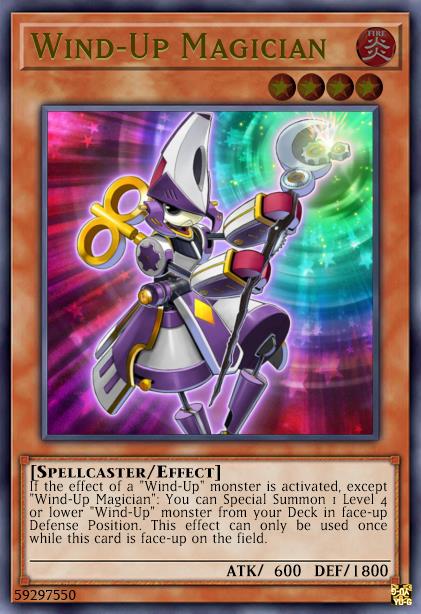 WIND-UP MAGICIAN
FIRE
炎
[SPELLCASTER/EFFECT]
If the effect of a "Wind-Up" monster is activated, except
"Wind-Up Magician": You can Special Summon 1 Level 4
or lower "Wind-Up" monster from your Deck in face-up
Defense Position. This effect can only be used once
while this card is face-up on the field.
ATK/ 600 DEF/1800
59297550